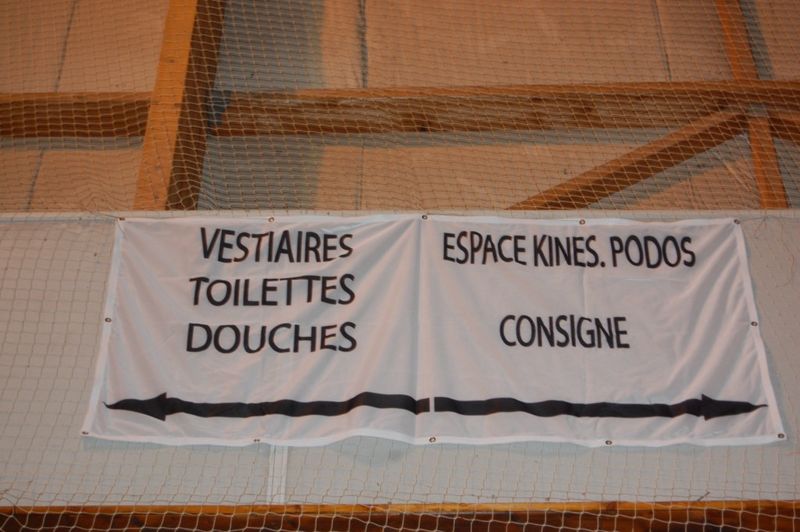 VESTIAIRES
TOILETTES
DOUCHES
ESPACE KINES. PODOS
CONSIGNE